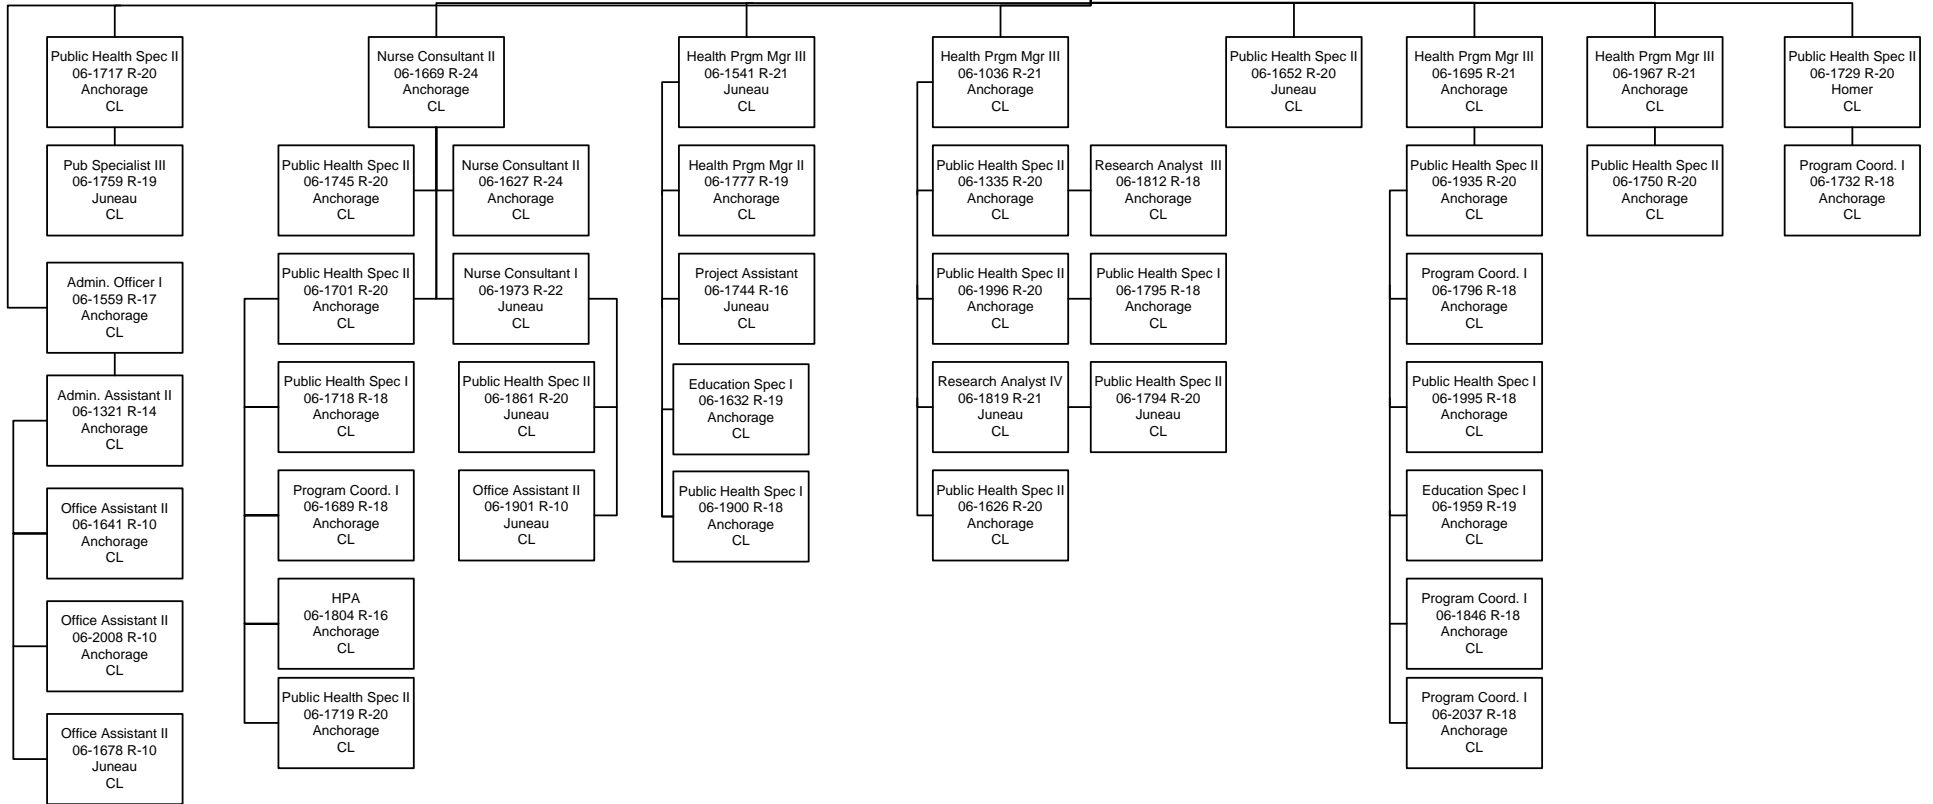 Public Health Spec II
06-1717 R-20
Anchorage
CL
Nurse Consultant II
06-1669 R-24
Anchorage
CL
Health Prgm Mgr III
06-1541 R-21
Juneau
CL
Health Prgm Mgr III
06-1036 R-21
Anchorage
CL
Public Health Spec II
06-1652 R-20
Juneau
CL
Health Prgm Mgr III
06-1695 R-21
Anchorage
CL
Health Prgm Mgr III
06-1967 R-21
Anchorage
CL
Public Health Spec II
06-1729 R-20
Homer
CL
Pub Specialist III
06-1759 R-19
Juneau
CL
Public Health Spec II
06-1745 R-20
Anchorage
CL
Nurse Consultant II
06-1627 R-24
Anchorage
CL
Health Prgm Mgr II
06-1777 R-19
Juneau
CL
Public Health Spec II
06-1335 R-20
Anchorage
CL
Research Analyst III
06-1812 R-18
Anchorage
CL
Public Health Spec II
06-1935 R-20
Anchorage
CL
Public Health Spec II
06-1750 R-20
Anchorage
CL
Program Coord. I
06-1732 R-18
Anchorage
CL
Admin. Officer I
06-1559 R-17
Anchorage
CL
Public Health Spec II
06-1701 R-20
Anchorage
CL
Nurse Consultant I
06-1973 R-22
Juneau
CL
Project Assistant
06-1744 R-16
Juneau
CL
Public Health Spec II
06-1996 R-20
Anchorage
CL
Public Health Spec I
06-1795 R-18
Anchorage
CL
Program Coord. I
06-1796 R-18
Anchorage
CL
Admin. Assistant II
06-1321 R-14
Anchorage
CL
Public Health Spec I
06-1718 R-18
Anchorage
CL
Public Health Spec II
06-1861 R-20
Juneau
CL
Education Spec I
06-1632 R-19
Anchorage
CL
Research Analyst IV
06-1819 R-21
Juneau
CL
Public Health Spec II
06-1794 R-20
Juneau
CL
Public Health Spec I
06-1995 R-18
Anchorage
CL
Office Assistant II
06-1641 R-10
Anchorage
CL
Program Coord. I
06-1689 R-18
Anchorage
CL
Office Assistant II
06-1901 R-10
Juneau
CL
Public Health Spec I
06-1900 R-18
Anchorage
CL
Public Health Spec II
06-1626 R-20
Anchorage
CL
Education Spec I
06-1959 R-19
Anchorage
CL
Office Assistant II
06-2008 R-10
Anchorage
CL
HPA
06-1804 R-16
Anchorage
CL
Program Coord. I
06-1846 R-18
Anchorage
CL
Office Assistant II
06-1678 R-10
Juneau
CL
Public Health Spec II
06-1719 R-20
Anchorage
CL
Program Coord. I
06-2037 R-18
Anchorage
CL